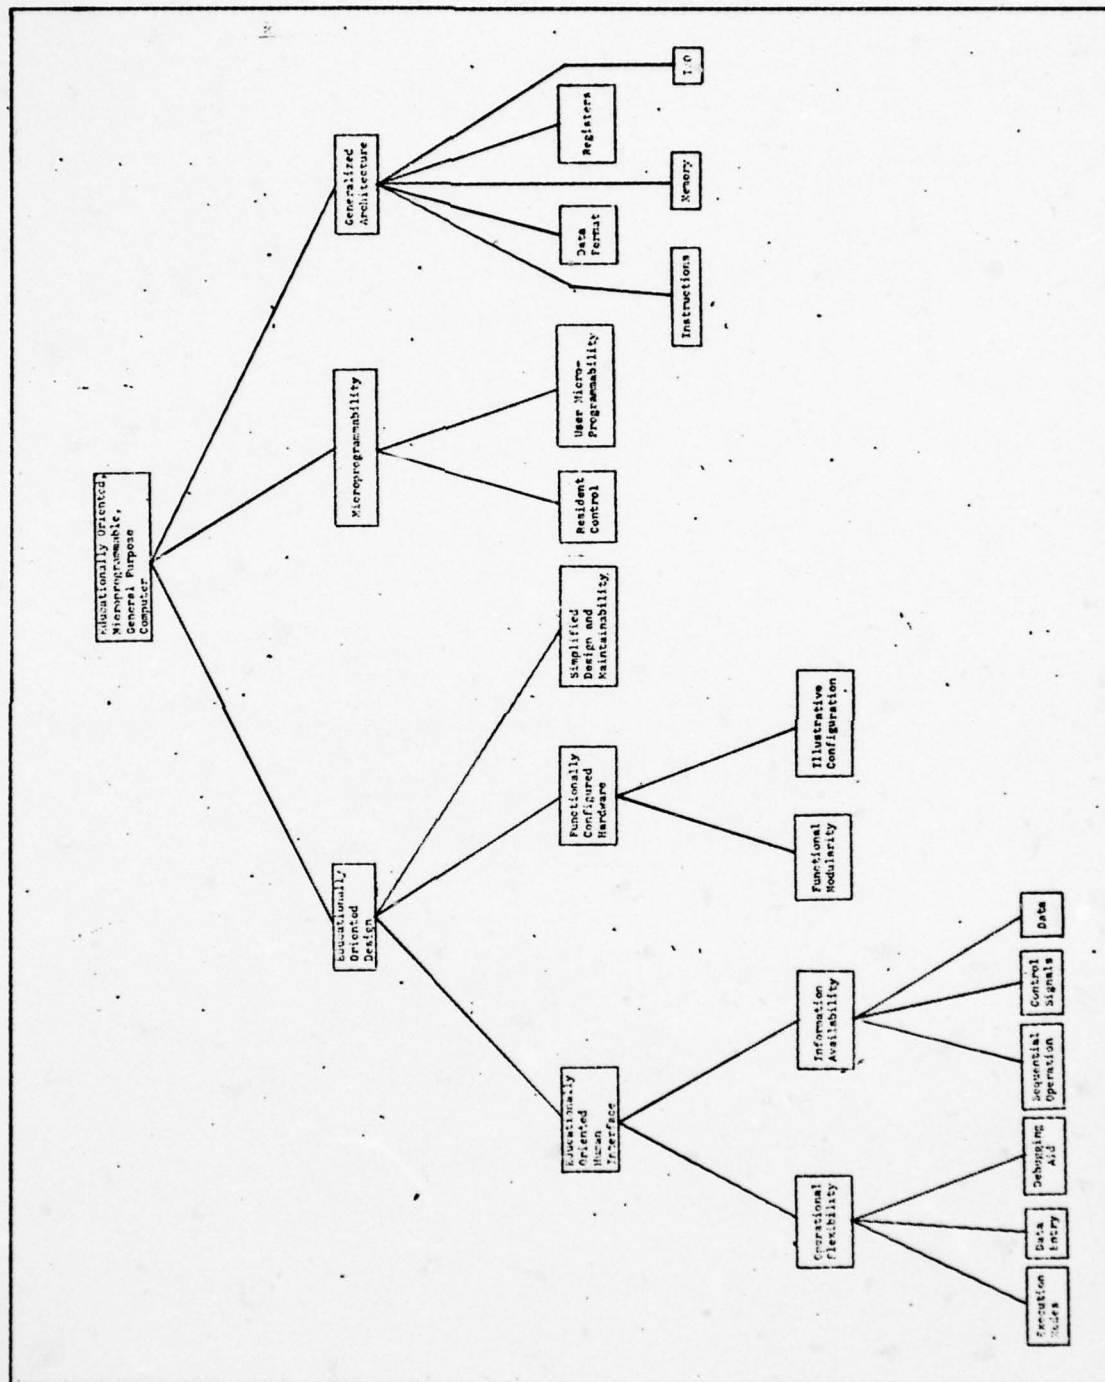 Educationally Oriented,
Microprogrammable,
General Purpose
Computer
Educationally
Oriented
Design
Microprogrammability
Generalized
Architecture
Educationally
Oriented
Human
Interface
Functionally
Configured
Hardware
Simplified
Design and
Maintainability
Resident
Control
User Micro-
Programmability
Data
Format
Registers
Instructions
Memory
I/O
Operational
Flexibility
Information
Availability
Functional
Modularity
Illustrative
Configuration
Execution
Modes
Data
Entry
Debugging
Aid
Sequential
Operation
Control
Signals
Data